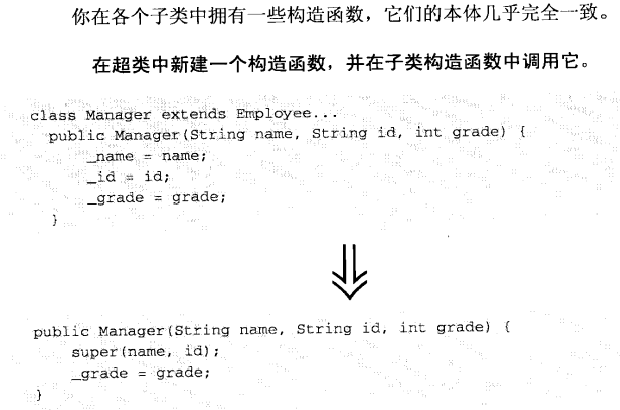 你在各个子类中拥有一些构造函数，它们的本体几乎完全一致。
在超类中新建一个构造函数，并在子类构造函数中调用它。
class Manager extends Employee...
public Manager(String name, String id, int grade) {
_name = name;
_id = id;
_grade = grade;
}
public Manager(String name, String id, int grade) {
super(name, id);
_grade = grade;
}